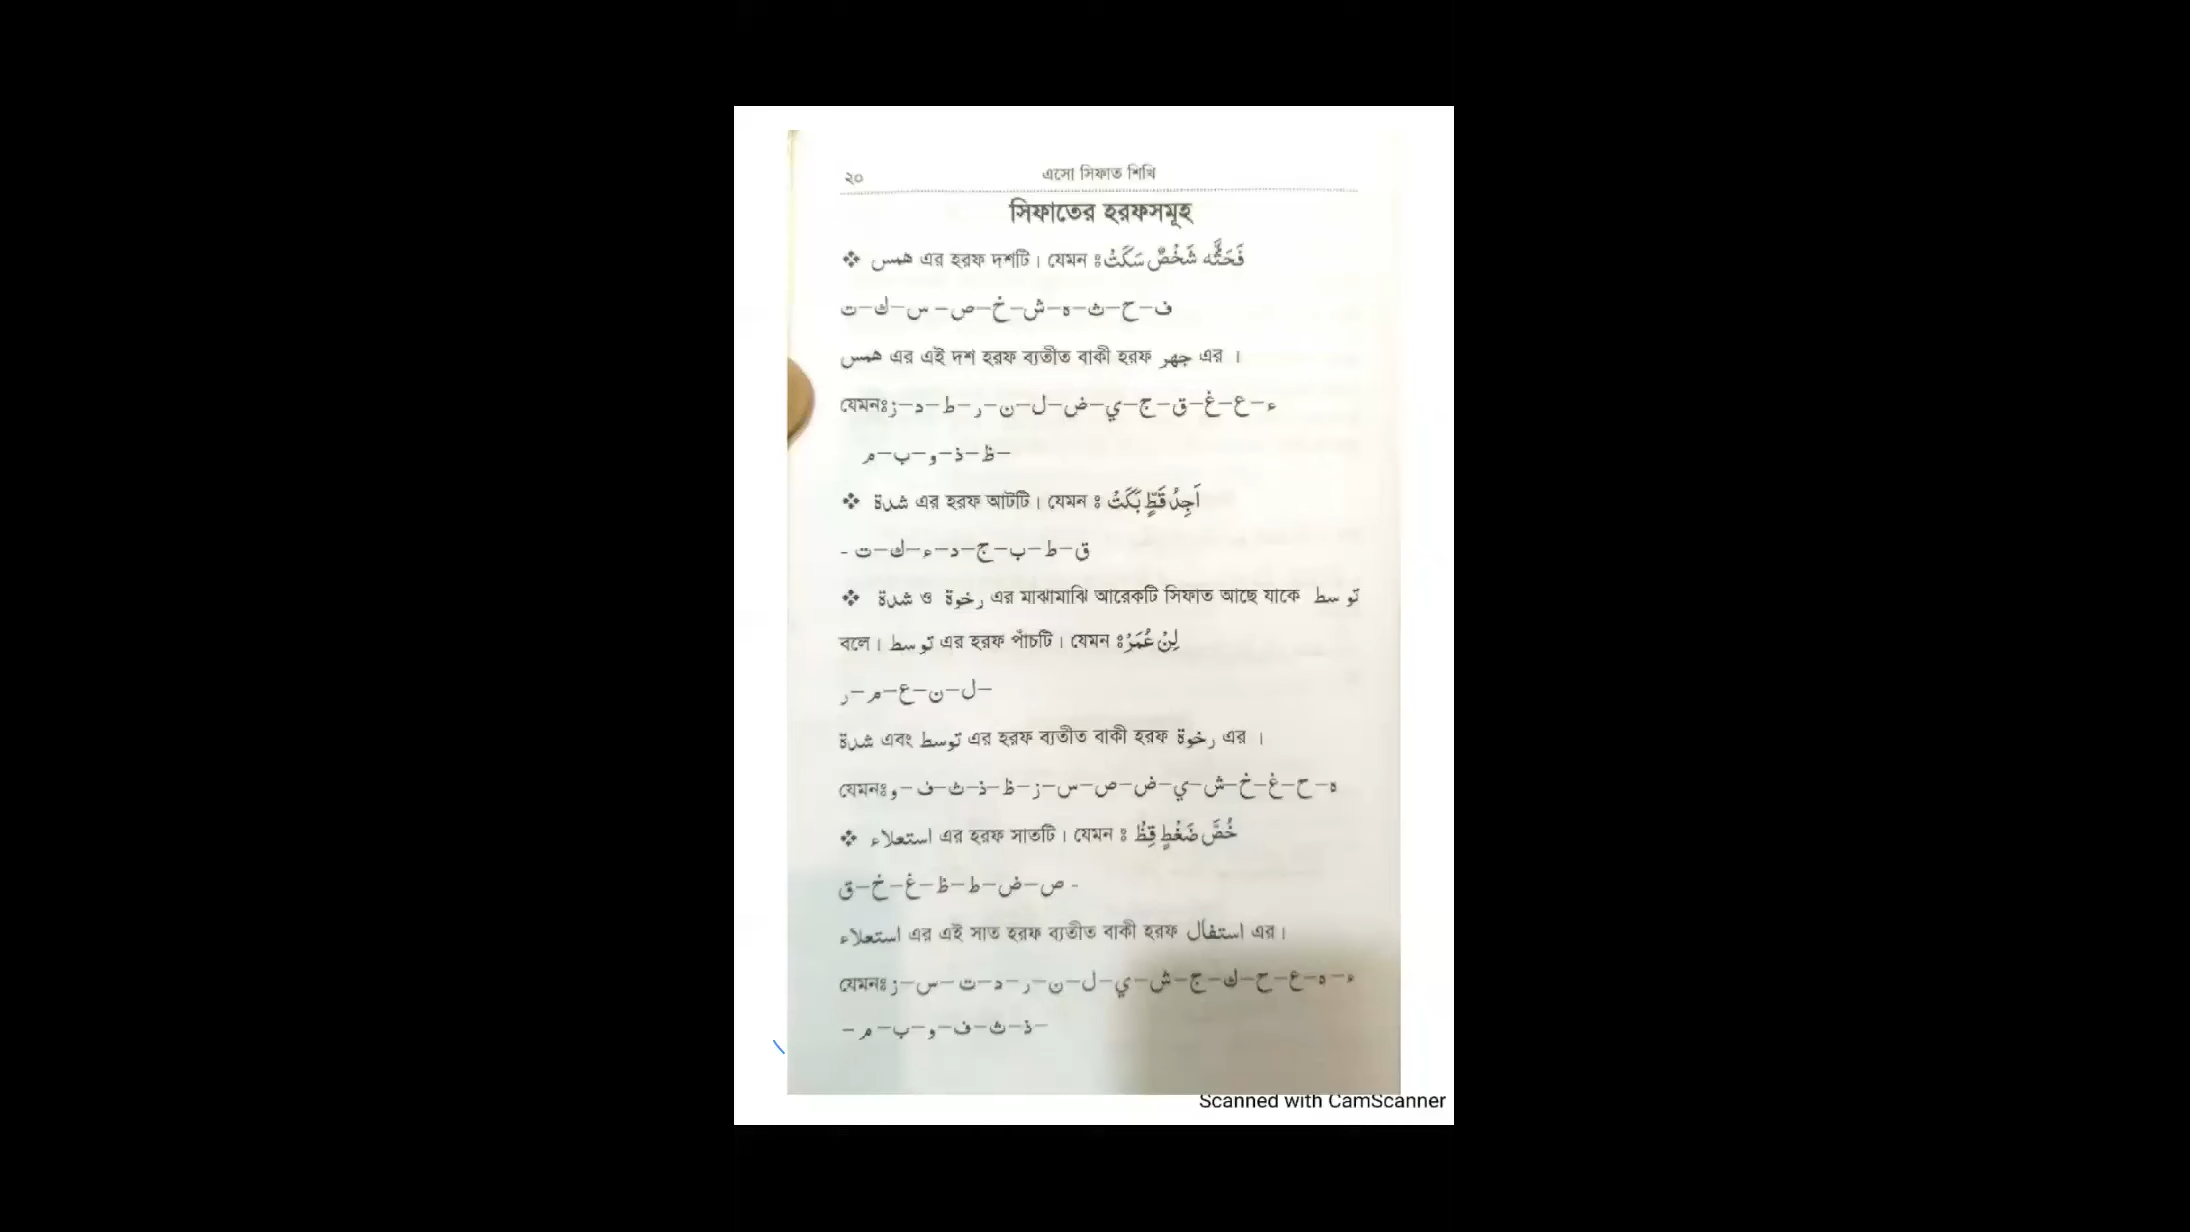 ২০ এসো সিফাত শিখি
সিফাতের হরফসমূহ
❖ همس এর হরফ দশটি। যেমন ঃ فَحَثُّه شَخْصٌ سَكَتْ
ف–ح–ث–ه–ش–خ–ص– س–ك–ت
همس এর এই দশ হরফ ব্যতীত বাকী হরফ جهر এর ।
যেমনঃ ء–ع–غ–ق–ج–ي–ض–ل–ن–ر–ط–د–ز
–ظ–ذ–و–ب–م
❖ شدة এর হরফ আটটি। যেমন ঃ اَجِدُ قَطٍّ بَكَتْ
ق–ط–ب–ج–د–ء–ك–ت -
❖ شدة ও رخوة এর মাঝামাঝি আরেকটি সিফাত আছে যাকে توسط
বলে। توسط এর হরফ পাঁচটি। যেমন ঃ لِنْ عُمَرْ
–ل–ن–ع–م–ر
شدة এবং توسط এর হরফ ব্যতীত বাকী হরফ رخوة এর ।
যেমনঃ ه–ح–غ–خ–ش–ي–ض–ص–س–ز–ظ–ذ–ث–ف–و
❖ استعلاء এর হরফ সাতটি। যেমন ঃ خُصَّ ضَغْطٍ قِظْ
- ص–ض–ط–ظ–غ–خ–ق
استعلاء এর এই সাত হরফ ব্যতীত বাকী হরফ استفال এর।
যেমনঃ ء–ه–ع–ح–ك–ج–ش–ي–ل–ن–ر–د–ت–س–ز
–ذ–ث–ف–و–ب–م–
Scanned with CamScanner